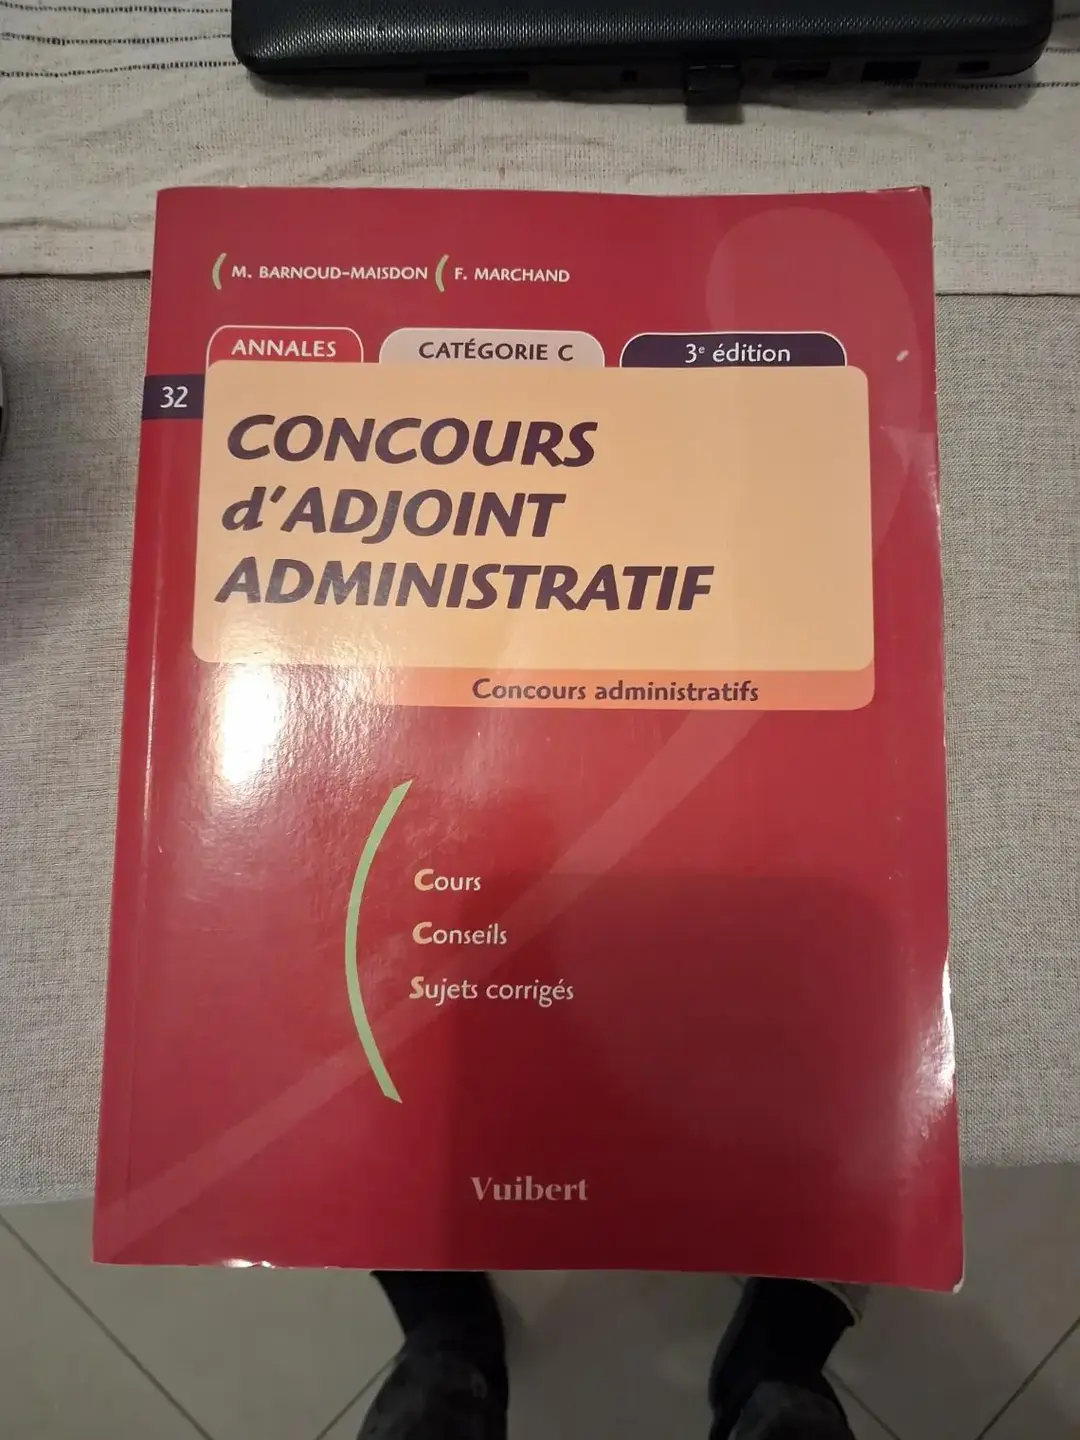 M. BARNOUD-MAISDON F. MARCHAND
ANNALES CATÉGORIE C 3e édition
32
CONCOURS
d'ADJOINT
ADMINISTRATIF
Concours administratifs
Cours
Conseils
Sujets corrigés
Vuibert